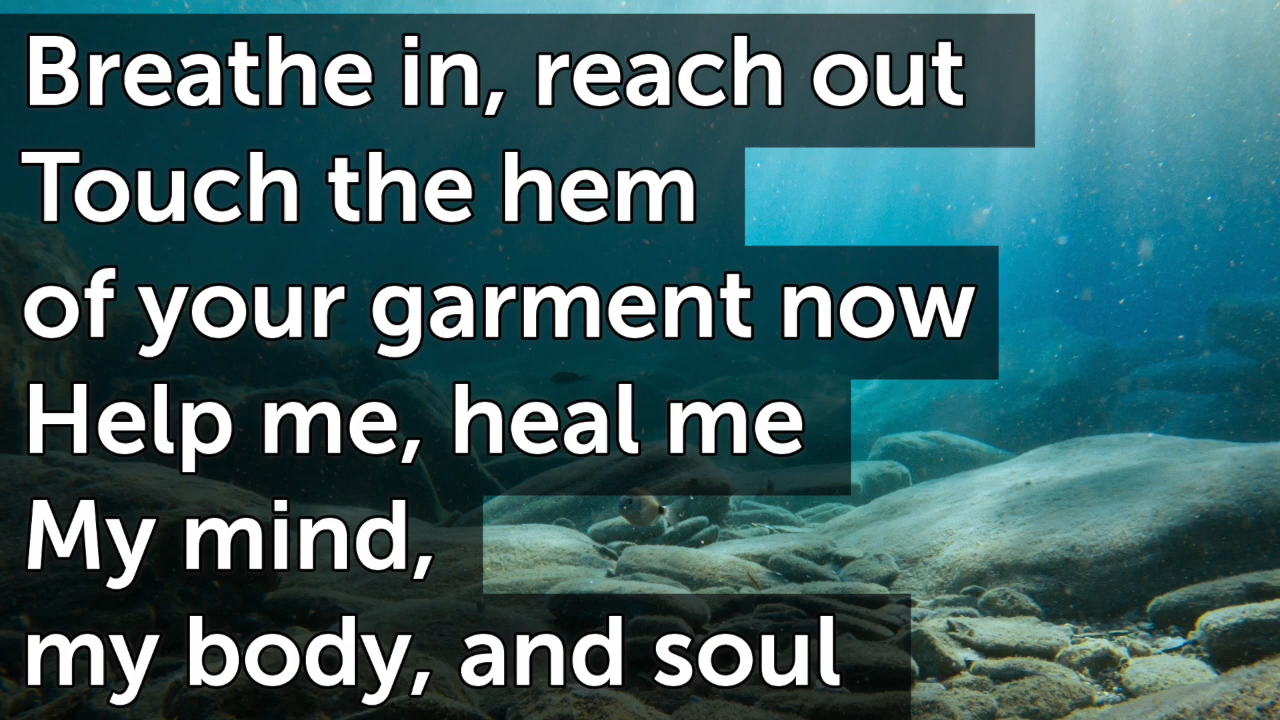 Breathe in, reach out
Touch the hem
of your garment now
Help me, heal me
My mind,
my body, and soul